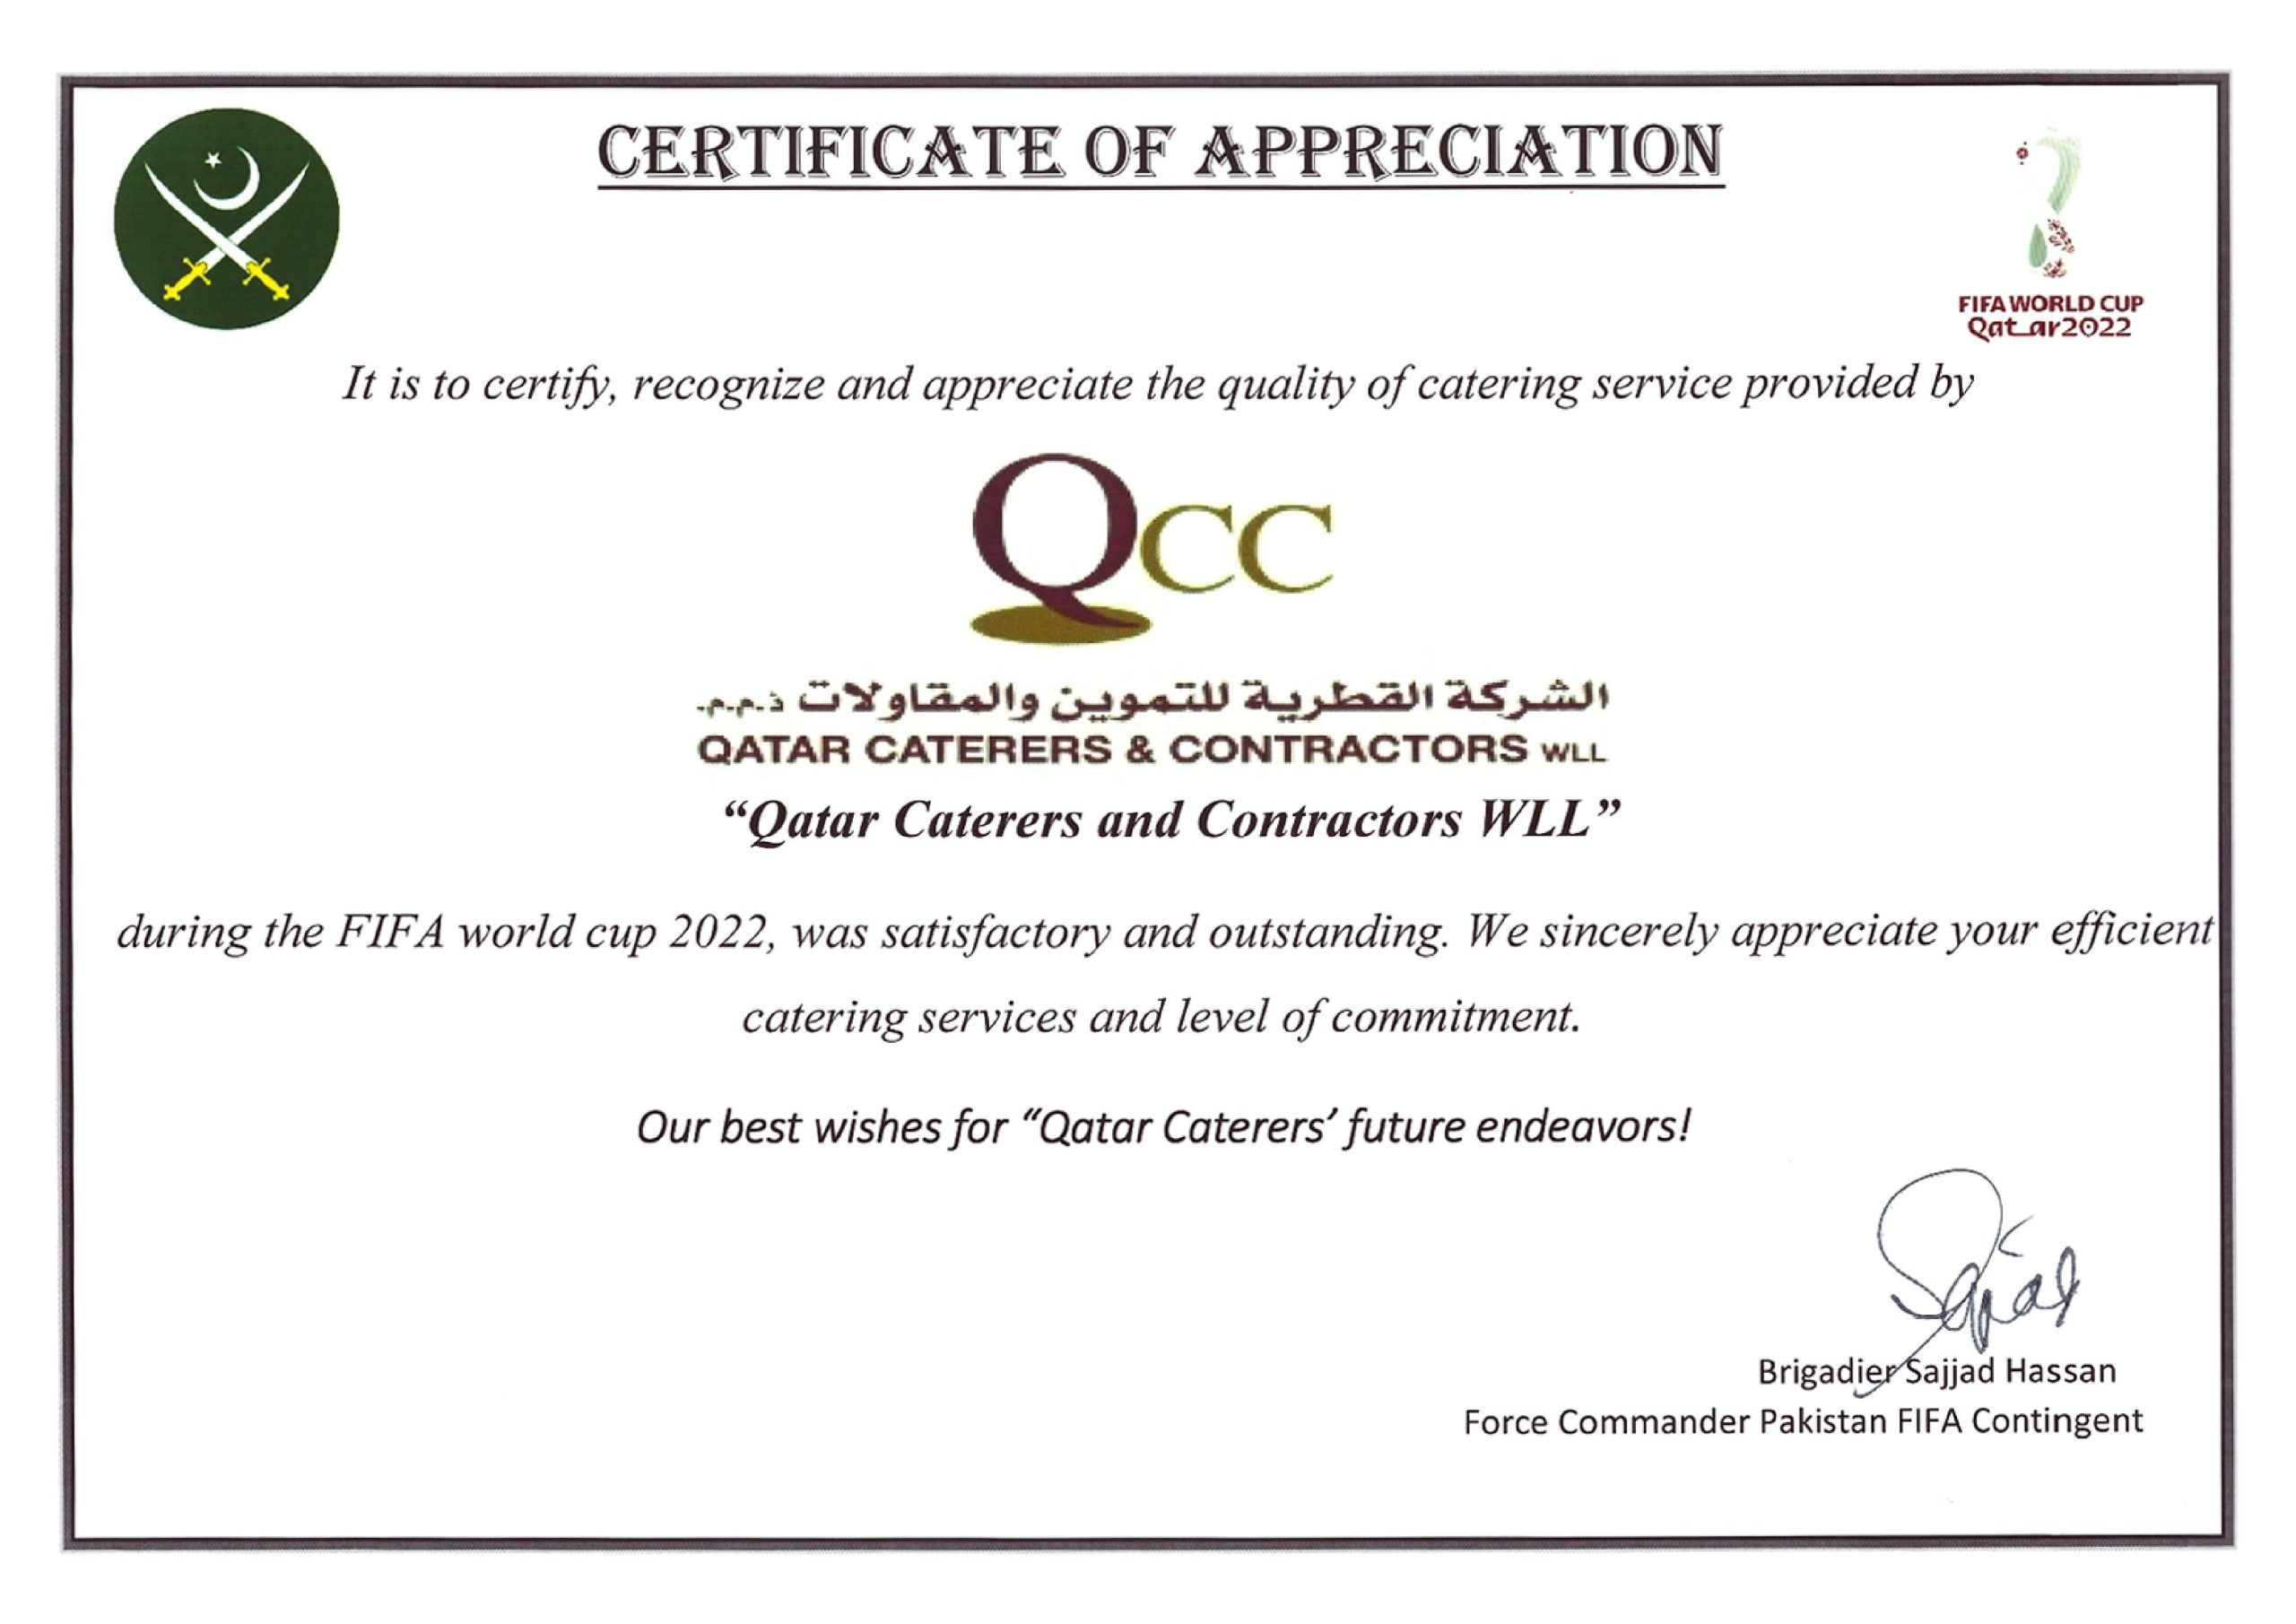 CERTIFICATE OF APPRECIATION
FIFA WORLD CUP
Qatar2022
It is to certify, recognize and appreciate the quality of catering service provided by
QCC
الشركة القطرية للتموين والمقاولات ذ.م.م.
QATAR CATERERS & CONTRACTORS WLL
“Qatar Caterers and Contractors WLL”
during the FIFA world cup 2022, was satisfactory and outstanding. We sincerely appreciate your efficient
catering services and level of commitment.
Our best wishes for “Qatar Caterers’ future endeavors!
Sajjad
Brigadier Sajjad Hassan
Force Commander Pakistan FIFA Contingent